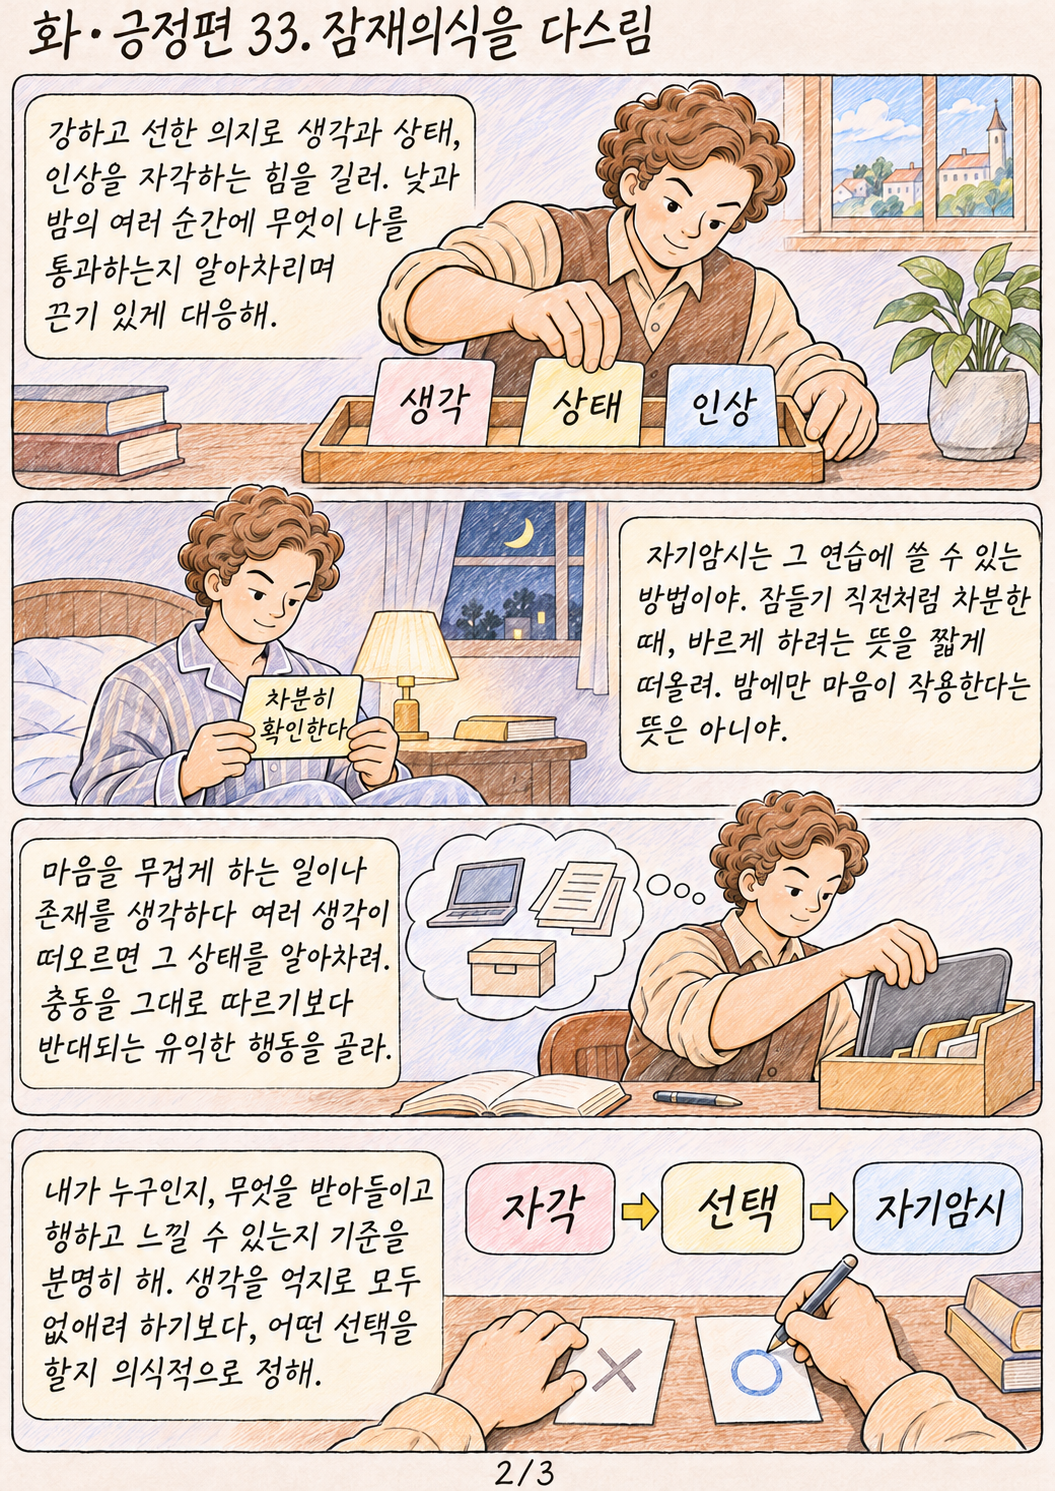 화·긍정편 33. 잠재의식을 다스림
강하고 선한 의지로 생각과 상태,
인상을 자각하는 힘을 길러. 낮과
밤의 여러 순간에 무엇이 나를
통과하는지 알아차리며
끈기 있게 대응해.
생각
상태
인상
자기암시는 그 연습에 쓸 수 있는
방법이야. 잠들기 직전처럼 차분한
때, 바르게 하려는 뜻을 짧게
떠올려. 밤에만 마음이 작용한다는
뜻은 아니야.
차분히
확인한다
마음을 무겁게 하는 일이나
존재를 생각하다 여러 생각이
떠오르면 그 상태를 알아차려.
충동을 그대로 따르기보다
반대되는 유익한 행동을 골라.
내가 누구인지, 무엇을 받아들이고
행하고 느낄 수 있는지 기준을
분명히 해. 생각을 억지로 모두
없애려 하기보다, 어떤 선택을
할지 의식적으로 정해.
자각
선택
자기암시
2/3